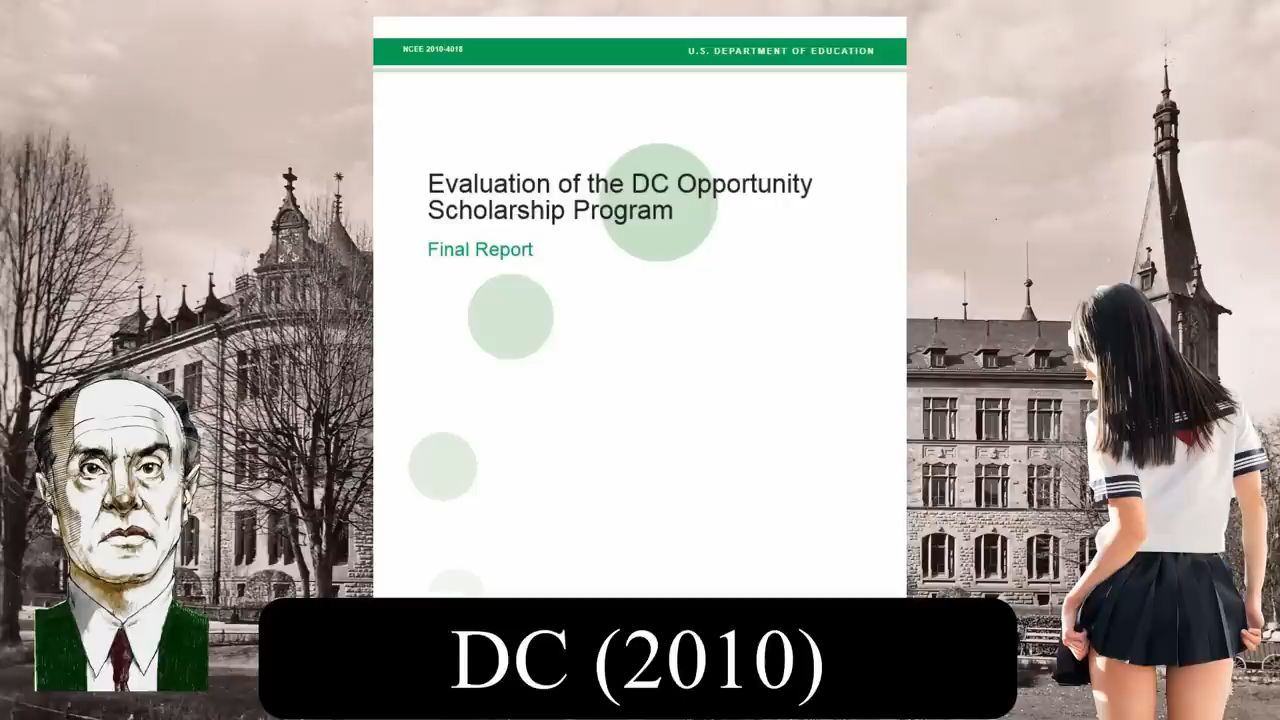 NCEE 2010-4018
U.S. DEPARTMENT OF EDUCATION
Evaluation of the DC Opportunity
Scholarship Program
Final Report
DC (2010)